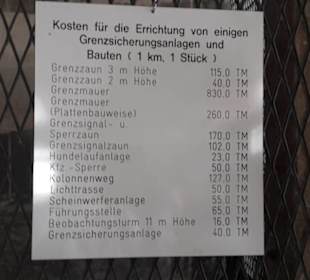 Kosten für die Errichtung von einigen
Grenzsicherungsanlagen und
Bauten ( 1 km, 1 Stück )
Grenzzaun 3 m Höhe 115,0 TM
Grenzzaun 2 m Höhe 40,0 TM
Grenzmauer 830,0 TM
Grenzmauer
(Plattenbauweise) 260,0 TM
Grenzsignal- u.
Sperrzaun 170,0 TM
Grenzsignalzaun 102,0 TM
Hundelaufanlage 23,0 TM
Kfz.-Sperre 50,0 TM
Kolonnenweg 127,0 TM
Lichttrasse 50,0 TM
Scheinwerferanlage 55,0 TM
Führungsstelle 65,0 TM
Beobachtungsturm 11 m Höhe 16,0 TM
Grenzsicherungsanlage 40,0 TM